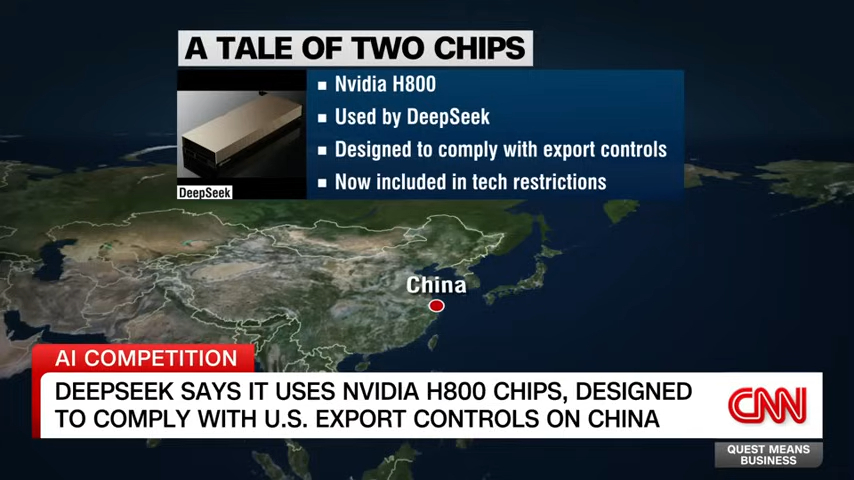 A TALE OF TWO CHIPS
▪ Nvidia H800
▪ Used by DeepSeek
▪ Designed to comply with export controls
▪ Now included in tech restrictions
DeepSeek
China
AI COMPETITION
DEEPSEEK SAYS IT USES NVIDIA H800 CHIPS, DESIGNED
TO COMPLY WITH U.S. EXPORT CONTROLS ON CHINA
CNN
QUEST MEANS
BUSINESS